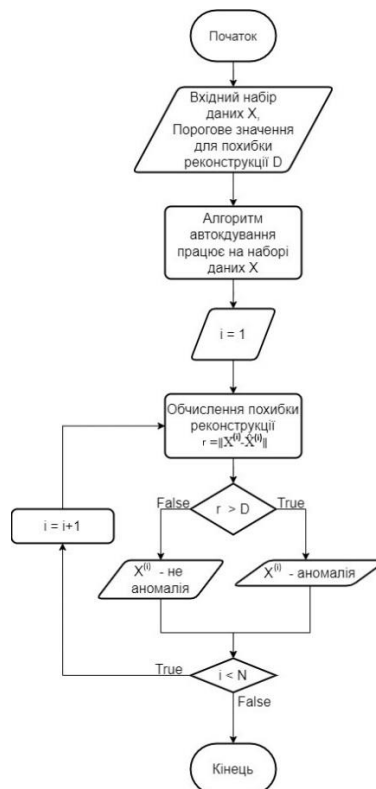 Початок
Вхідний набір
даних X,
Порогове значення
для похибки
реконструкції D
Алгоритм
автокдування
працює на наборі
даних X
i = 1
Обчислення похибки
реконструкції
r =||X⁽ⁱ⁾-X̂⁽ⁱ⁾||
False
r > D
True
i = i+1
X⁽ⁱ⁾ - не
аномалія
X⁽ⁱ⁾ - аномалія
True
i < N
False
Кінець